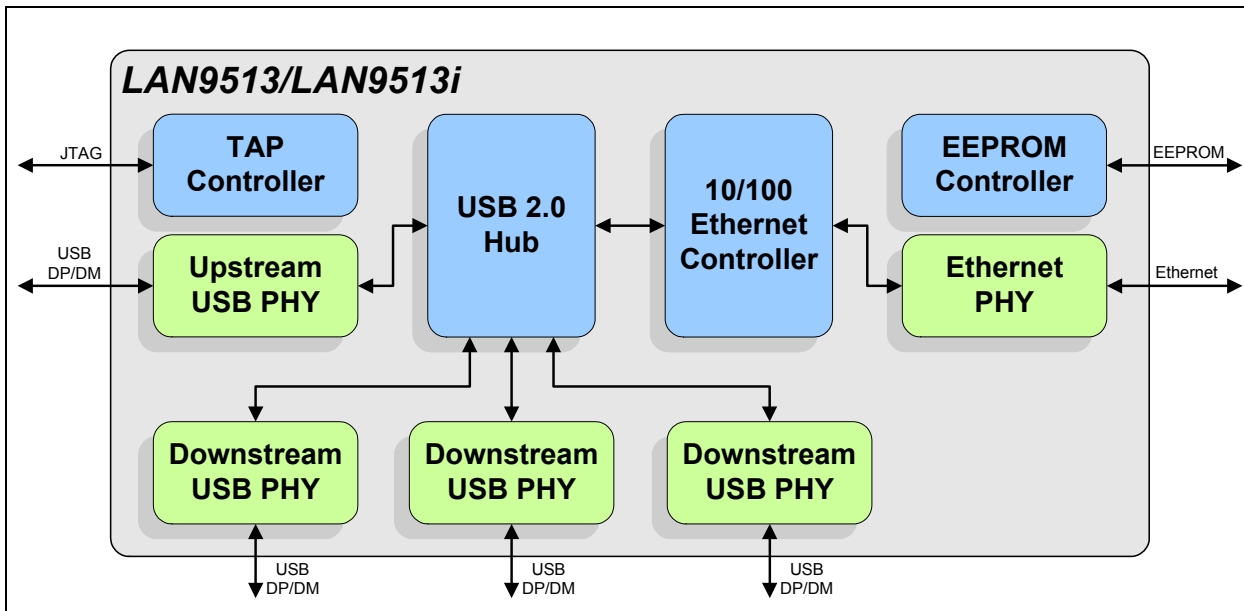 LAN9513/LAN9513i
JTAG
TAP
Controller
USB 2.0
Hub
10/100
Ethernet
Controller
EEPROM
Controller
EEPROM
USB
DP/DM
Upstream
USB PHY
Ethernet
PHY
Ethernet
Downstream
USB PHY
Downstream
USB PHY
Downstream
USB PHY
USB
DP/DM
USB
DP/DM
USB
DP/DM